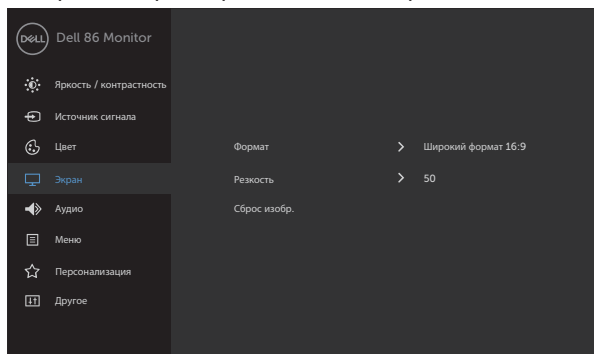 DELL
Dell 86 Monitor
Яркость / контрастность
Источник сигнала
Цвет
Формат
Широкий формат 16:9
Экран
Резкость
50
Аудио
Сброс изобр.
Меню
Персонализация
Другое